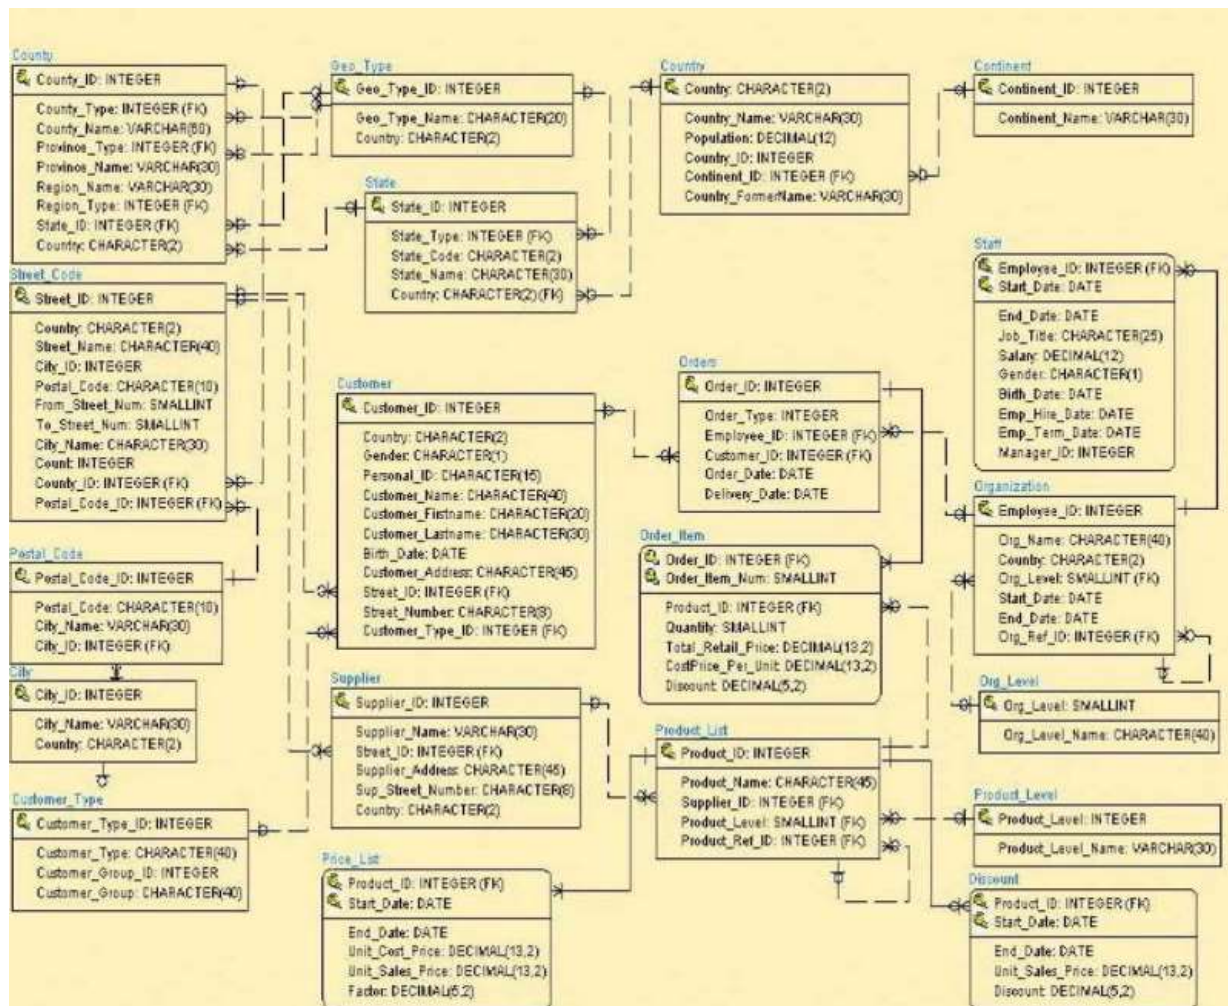 County
County_ID: INTEGER
County_Type: INTEGER (FK)
County_Name: VARCHAR(60)
Province_Type: INTEGER (FK)
Province_Name: VARCHAR(30)
Region_Name: VARCHAR(30)
Region_Type: INTEGER (FK)
State_ID: INTEGER (FK)
Country: CHARACTER(2)
Geo_Type
Geo_Type_ID: INTEGER
Geo_Type_Name: CHARACTER(20)
Country: CHARACTER(2)
Country
Country: CHARACTER(2)
Country_Name: VARCHAR(30)
Population: DECIMAL(12)
Country_ID: INTEGER
Continent_ID: INTEGER (FK)
Country_FormerName: VARCHAR(30)
Continent
Continent_ID: INTEGER
Continent_Name: VARCHAR(30)
State
State_ID: INTEGER
State_Type: INTEGER (FK)
State_Code: CHARACTER(2)
State_Name: CHARACTER(30)
Country: CHARACTER(2) (FK)
Staff
Employee_ID: INTEGER (FK)
Start_Date: DATE
End_Date: DATE
Job_Title: CHARACTER(25)
Salary: DECIMAL(12)
Gender: CHARACTER(1)
Birth_Date: DATE
Emp_Hire_Date: DATE
Emp_Term_Date: DATE
Manager_ID: INTEGER
Street_Code
Street_ID: INTEGER
Country: CHARACTER(2)
Street_Name: CHARACTER(40)
City_ID: INTEGER
Postal_Code: CHARACTER(10)
From_Street_Num: SMALLINT
To_Street_Num: SMALLINT
City_Name: CHARACTER(30)
Count: INTEGER
County_ID: INTEGER (FK)
Postal_Code_ID: INTEGER (FK)
Customer
Customer_ID: INTEGER
Country: CHARACTER(2)
Gender: CHARACTER(1)
Personal_ID: CHARACTER(15)
Customer_Name: CHARACTER(40)
Customer_Firstname: CHARACTER(20)
Customer_Lastname: CHARACTER(30)
Birth_Date: DATE
Customer_Address: CHARACTER(45)
Street_ID: INTEGER (FK)
Street_Number: CHARACTER(8)
Customer_Type_ID: INTEGER (FK)
Orders
Order_ID: INTEGER
Order_Type: INTEGER
Employee_ID: INTEGER (FK)
Customer_ID: INTEGER (FK)
Order_Date: DATE
Delivery_Date: DATE
Organization
Employee_ID: INTEGER
Org_Name: CHARACTER(40)
Country: CHARACTER(2)
Org_Level: SMALLINT (FK)
Start_Date: DATE
End_Date: DATE
Org_Ref_ID: INTEGER (FK)
Order_Item
Order_ID: INTEGER (FK)
Order_Item_Num: SMALLINT
Product_ID: INTEGER (FK)
Quantity: SMALLINT
Total_Retail_Price: DECIMAL(13,2)
CostPrice_Per_Unit: DECIMAL(13,2)
Discount: DECIMAL(5,2)
Postal_Code
Postal_Code_ID: INTEGER
Postal_Code: CHARACTER(10)
City_Name: VARCHAR(30)
City_ID: INTEGER (FK)
City
City_ID: INTEGER
City_Name: VARCHAR(30)
Country: CHARACTER(2)
Supplier
Supplier_ID: INTEGER
Supplier_Name: VARCHAR(30)
Street_ID: INTEGER (FK)
Supplier_Address: CHARACTER(45)
Sup_Street_Number: CHARACTER(8)
Country: CHARACTER(2)
Org_Level
Org_Level: SMALLINT
Org_Level_Name: CHARACTER(40)
Product_List
Product_ID: INTEGER
Product_Name: CHARACTER(45)
Supplier_ID: INTEGER (FK)
Product_Level: SMALLINT (FK)
Product_Ref_ID: INTEGER (FK)
Product_Level
Product_Level: INTEGER
Product_Level_Name: VARCHAR(30)
Customer_Type
Customer_Type_ID: INTEGER
Customer_Type: CHARACTER(40)
Customer_Group_ID: INTEGER
Customer_Group: CHARACTER(40)
Price_List
Product_ID: INTEGER (FK)
Start_Date: DATE
End_Date: DATE
Unit_Cost_Price: DECIMAL(13,2)
Unit_Sales_Price: DECIMAL(13,2)
Factor: DECIMAL(5,2)
Discount
Product_ID: INTEGER (FK)
Start_Date: DATE
End_Date: DATE
Unit_Sales_Price: DECIMAL(13,2)
Discount: DECIMAL(5,2)